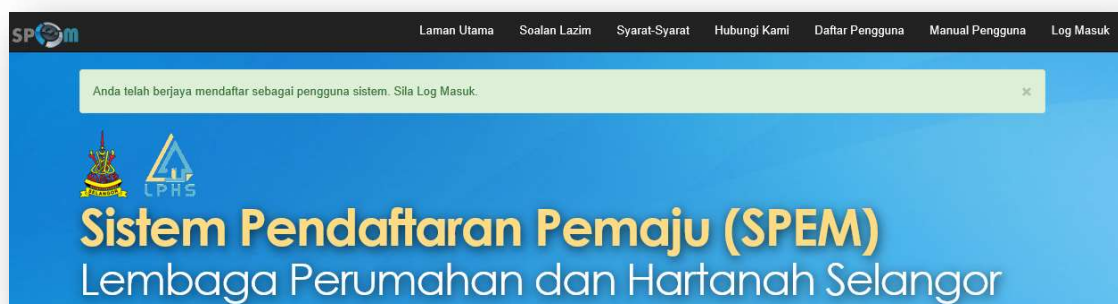 SPEM
Laman Utama Soalan Lazim Syarat-Syarat Hubungi Kami Daftar Pengguna Manual Pengguna Log Masuk
Anda telah berjaya mendaftar sebagai pengguna sistem. Sila Log Masuk. ×
SELANGOR LPHS
Sistem Pendaftaran Pemaju (SPEM)
Lembaga Perumahan dan Hartanah Selangor